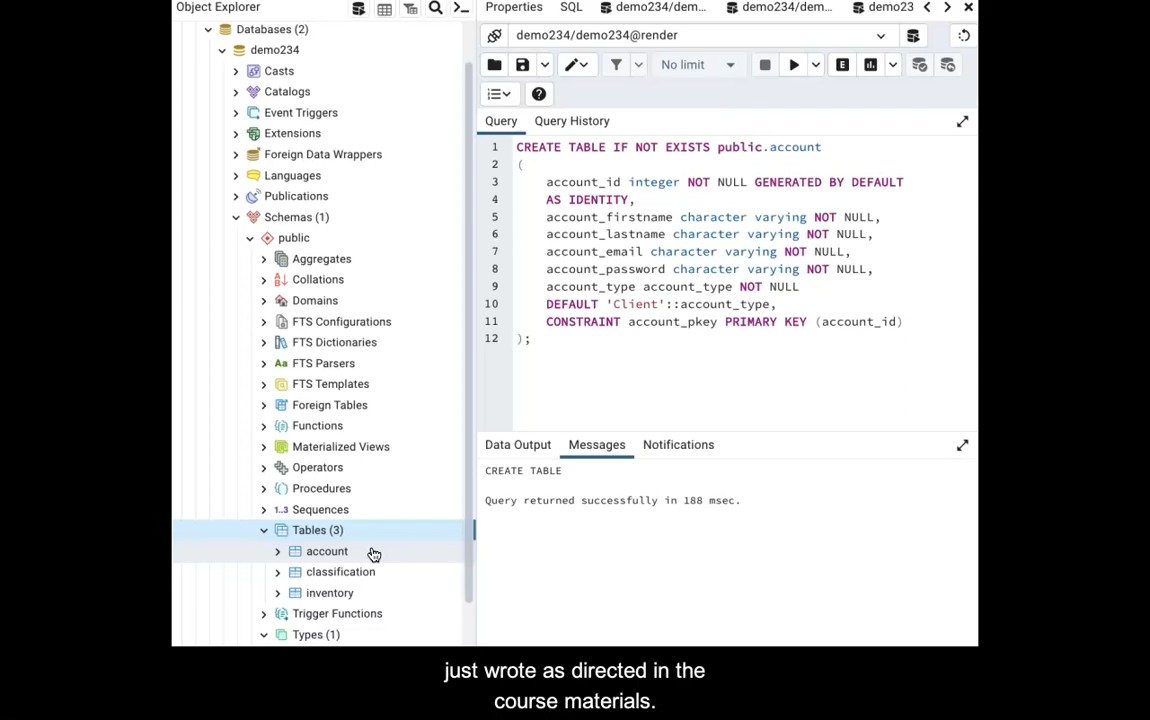 Object Explorer
Databases (2)
demo234
Casts
Catalogs
Event Triggers
Extensions
Foreign Data Wrappers
Languages
Publications
Schemas (1)
public
Aggregates
Collations
Domains
FTS Configurations
FTS Dictionaries
Aa FTS Parsers
FTS Templates
Foreign Tables
Functions
Materialized Views
Operators
Procedures
1..3 Sequences
Tables (3)
account
classification
inventory
Trigger Functions
Types (1)
Properties SQL demo234/dem... demo234/dem... demo23
demo234/demo234@render
No limit E
Query Query History
1 CREATE TABLE IF NOT EXISTS public.account
2 (
3 account_id integer NOT NULL GENERATED BY DEFAULT
4 AS IDENTITY,
5 account_firstname character varying NOT NULL,
6 account_lastname character varying NOT NULL,
7 account_email character varying NOT NULL,
8 account_password character varying NOT NULL,
9 account_type account_type NOT NULL
10 DEFAULT 'Client'::account_type,
11 CONSTRAINT account_pkey PRIMARY KEY (account_id)
12 );
Data Output Messages Notifications
CREATE TABLE
Query returned successfully in 188 msec.
just wrote as directed in the
course materials.